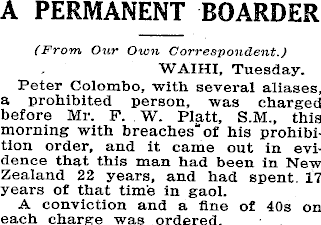 A PERMANENT BOARDER
(From Our Own Correspondent.)
WAIHI, Tuesday.
Peter Colombo, with several aliases,
a prohibited person, was charged
before Mr. F. W. Platt, S.M., this
morning with breaches of his prohibi-
tion order, and it came out in evi-
dence that this man had been in New
Zealand 22 years, and had spent 17
years of that time in gaol.
A conviction and a fine of 40s on
each charge was ordered.